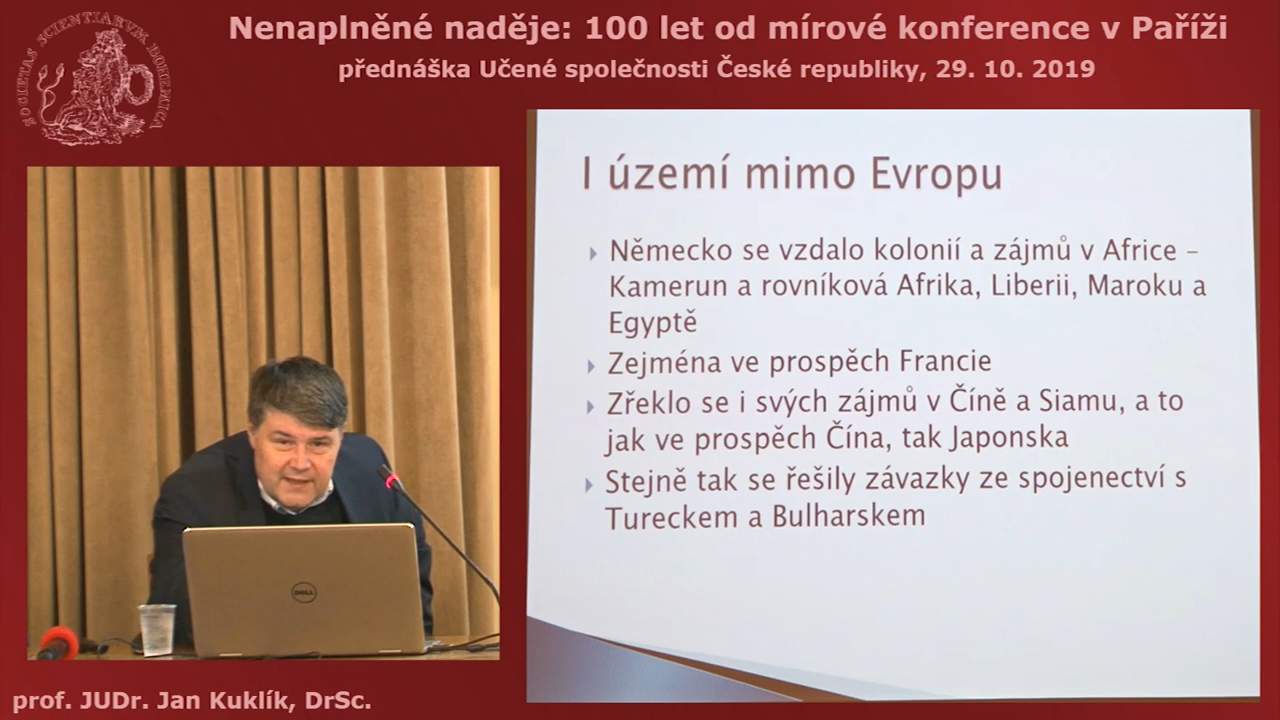 Nenaplněné naděje: 100 let od mírové konference v Paříži
přednáška Učené společnosti České republiky, 29. 10. 2019
SOCIETAS SCIENTIARVM BOHEMICA
I území mimo Evropu
Německo se vzdalo kolonií a zájmů v Africe –
Kamerun a rovníková Afrika, Liberii, Maroku a
Egyptě
Zejména ve prospěch Francie
Zřeklo se i svých zájmů v Číně a Siamu, a to
jak ve prospěch Čína, tak Japonska
Stejně tak se řešily závazky ze spojenectví s
Tureckem a Bulharskem
DELL
prof. JUDr. Jan Kuklík, DrSc.